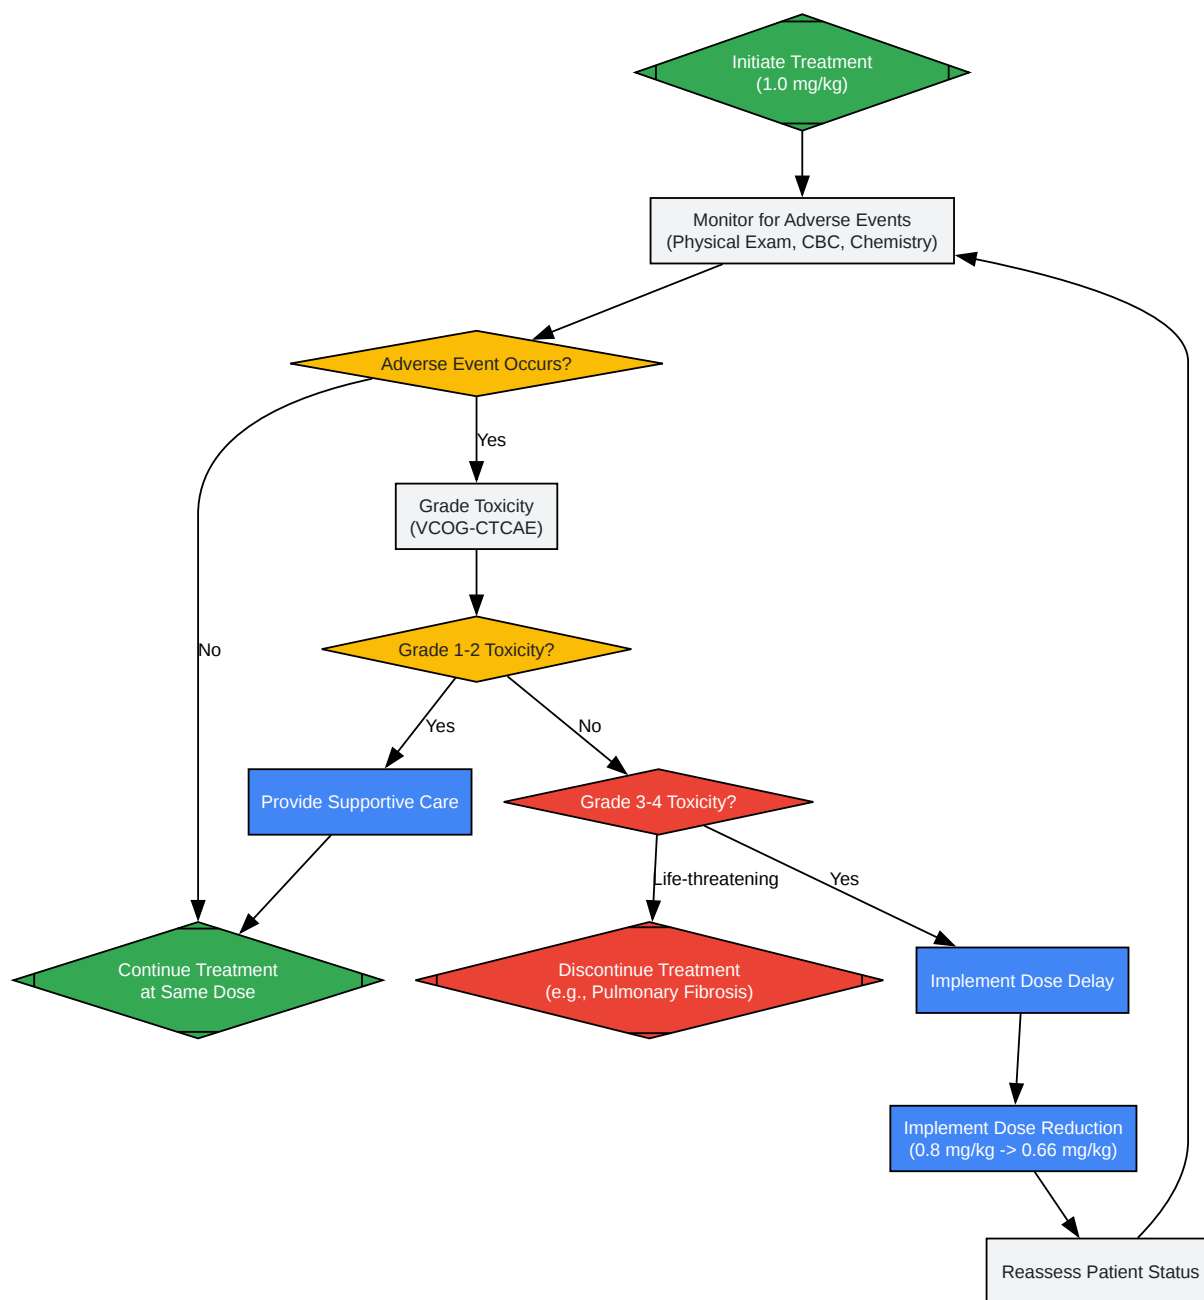 Initiate Treatment
(1.0 mg/kg)
Monitor for Adverse Events
(Physical Exam, CBC, Chemistry)
Adverse Event Occurs?
Yes
Grade Toxicity
(VCOG-CTCAE)
No
Grade 1-2 Toxicity?
Yes
No
Provide Supportive Care
Grade 3-4 Toxicity?
Life-threatening
Yes
Continue Treatment
at Same Dose
Discontinue Treatment
(e.g., Pulmonary Fibrosis)
Implement Dose Delay
Implement Dose Reduction
(0.8 mg/kg -> 0.66 mg/kg)
Reassess Patient Status